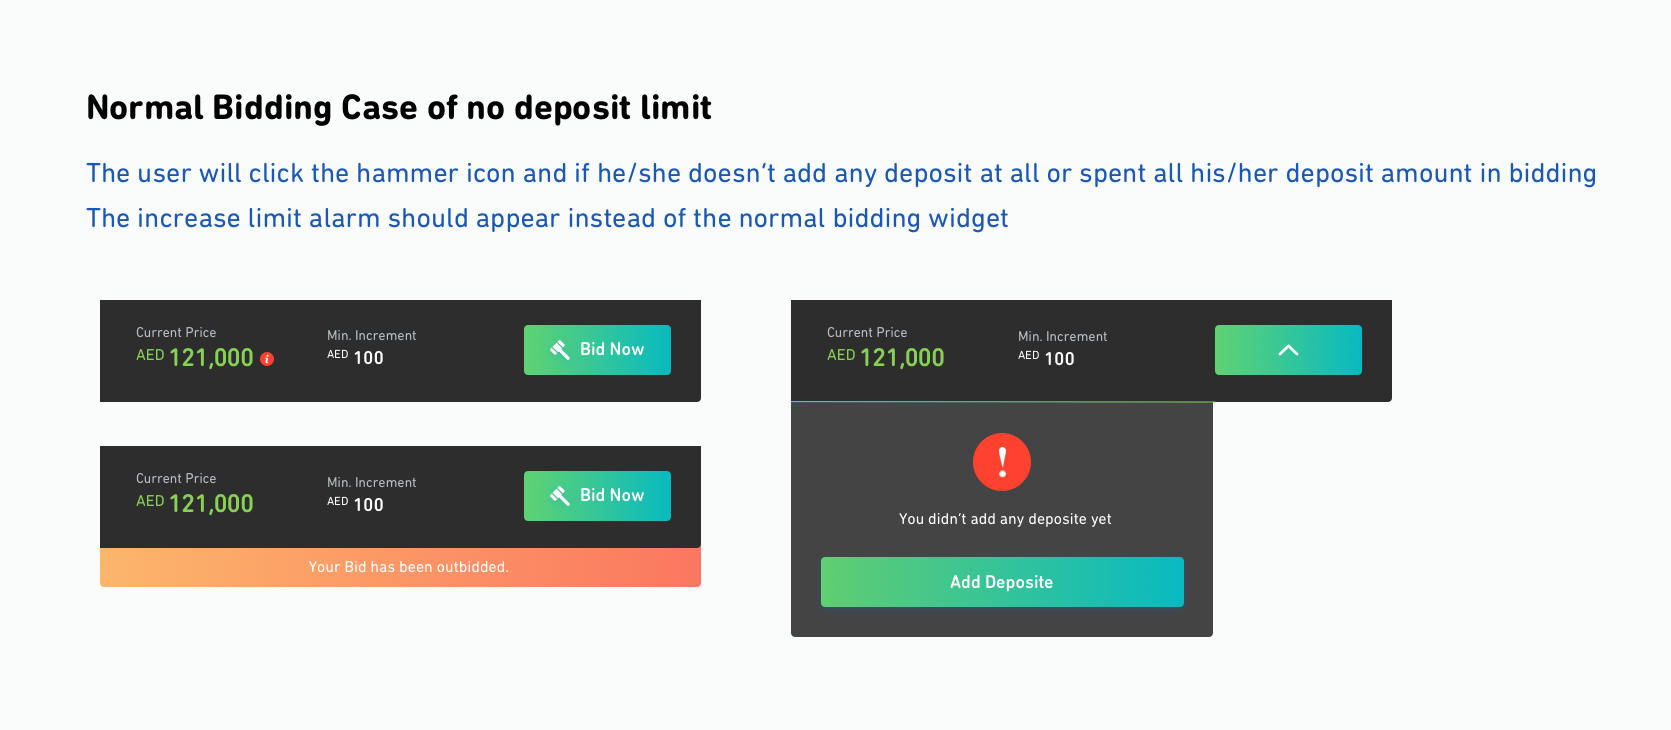 Normal Bidding Case of no deposit limit
The user will click the hammer icon and if he/she doesn't add any deposit at all or spent all his/her deposit amount in bidding
The increase limit alarm should appear instead of the normal bidding widget
Current Price
AED 121,000 i
Min. Increment
AED 100
Bid Now
Current Price
AED 121,000
Min. Increment
AED 100
Bid Now
Your Bid has been outbidded.
Current Price
AED 121,000
Min. Increment
AED 100
!
You didn't add any deposite yet
Add Deposite